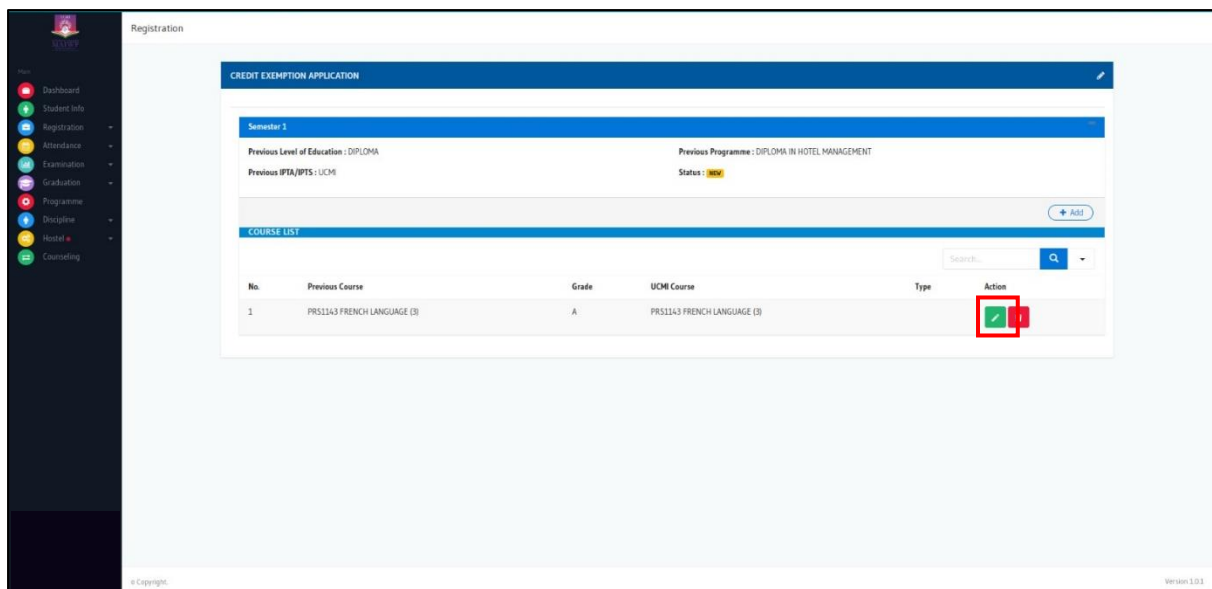 Registration
Main
Dashboard
Student Info
Registration
Attendance
Examination
Graduation
Programme
Discipline
Hostel
Counseling
CREDIT EXEMPTION APPLICATION
Semester 1
Previous Level of Education : DIPLOMA Previous Programme : DIPLOMA IN HOTEL MANAGEMENT
Previous IPTA/IPTS : UCMI Status : NEW
+ Add
COURSE LIST
Search...
No. Previous Course Grade UCMI Course Type Action
1 PRS1143 FRENCH LANGUAGE (3) A PRS1143 FRENCH LANGUAGE (3)
© Copyright. Version 1.0.1